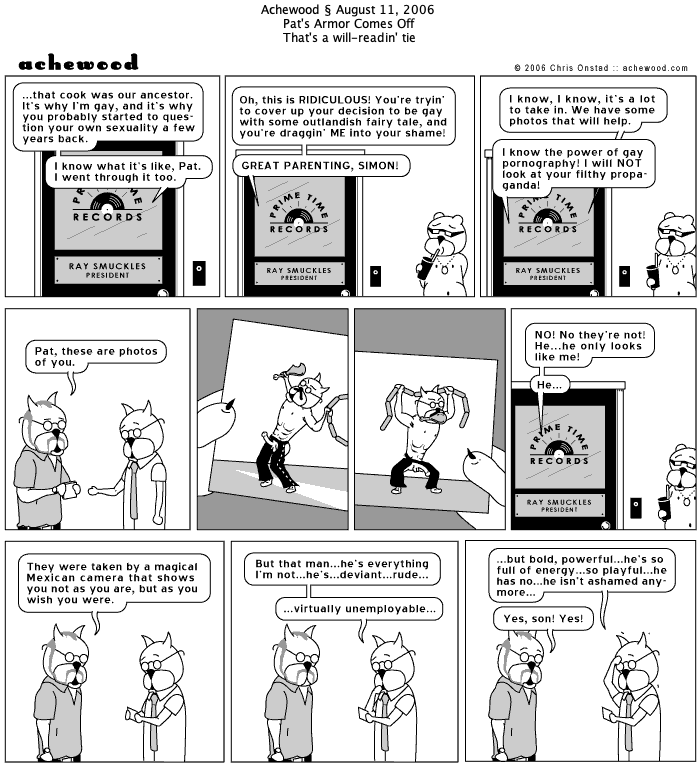 Achewood § August 11, 2006
Pat's Armor Comes Off
That's a will-readin' tie
achewood
© 2006 Chris Onstad :: achewood.com
...that cook was our ancestor.
It's why I'm gay, and it's why
you probably started to ques-
tion your own sexuality a few
years back.
I know what it's like, Pat.
I went through it too.
PRIME TIME
RECORDS
RAY SMUCKLES
PRESIDENT
Oh, this is RIDICULOUS! You're tryin'
to cover up your decision to be gay
with some outlandish fairy tale, and
you're draggin' ME into your shame!
GREAT PARENTING, SIMON!
PRIME TIME
RECORDS
RAY SMUCKLES
PRESIDENT
I know, I know, it's a lot
to take in. We have some
photos that will help.
I know the power of gay
pornography! I will NOT
look at your filthy propa-
ganda!
PRIME TIME
RECORDS
RAY SMUCKLES
PRESIDENT
Pat, these are photos
of you.
NO! No they're not!
He...he only looks
like me!
He...
PRIME TIME
RECORDS
RAY SMUCKLES
PRESIDENT
They were taken by a magical
Mexican camera that shows
you not as you are, but as you
wish you were.
But that man...he's everything
I'm not...he's...deviant...rude...
...virtually unemployable...
...but bold, powerful...he's so
full of energy...so playful...he
has no...he isn't ashamed any-
more...
Yes, son! Yes!